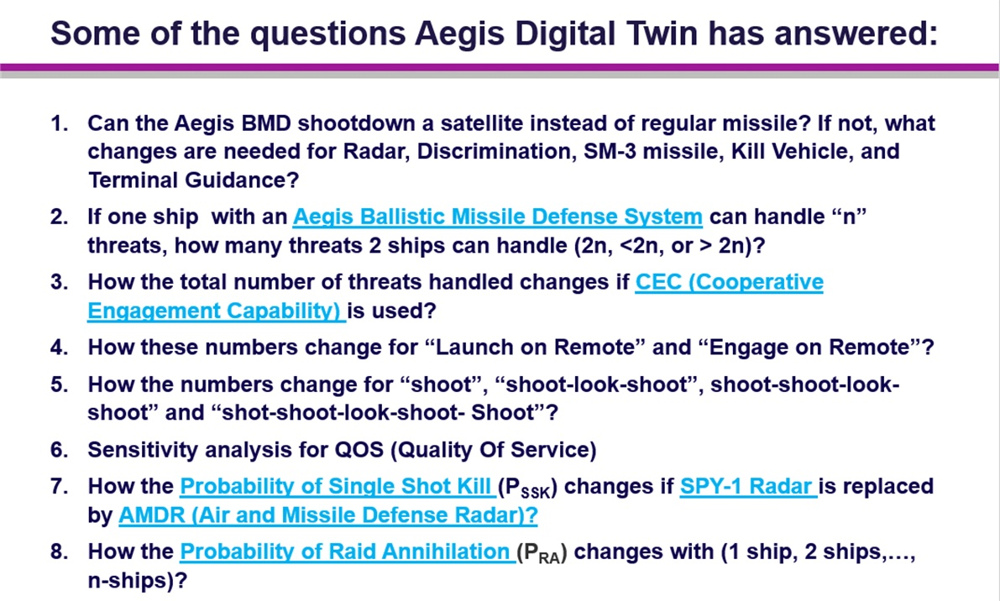 Some of the questions Aegis Digital Twin has answered:
1. Can the Aegis BMD shootdown a satellite instead of regular missile? If not, what
changes are needed for Radar, Discrimination, SM-3 missile, Kill Vehicle, and
Terminal Guidance?
2. If one ship with an Aegis Ballistic Missile Defense System can handle “n”
threats, how many threats 2 ships can handle (2n, <2n, or > 2n)?
3. How the total number of threats handled changes if CEC (Cooperative
Engagement Capability) is used?
4. How these numbers change for “Launch on Remote” and “Engage on Remote”?
5. How the numbers change for “shoot”, “shoot-look-shoot”, shoot-shoot-look-
shoot” and “shot-shoot-look-shoot- Shoot”?
6. Sensitivity analysis for QOS (Quality Of Service)
7. How the Probability of Single Shot Kill (PSSK) changes if SPY-1 Radar is replaced
by AMDR (Air and Missile Defense Radar)?
8. How the Probability of Raid Annihilation (PRA) changes with (1 ship, 2 ships,…,
n-ships)?